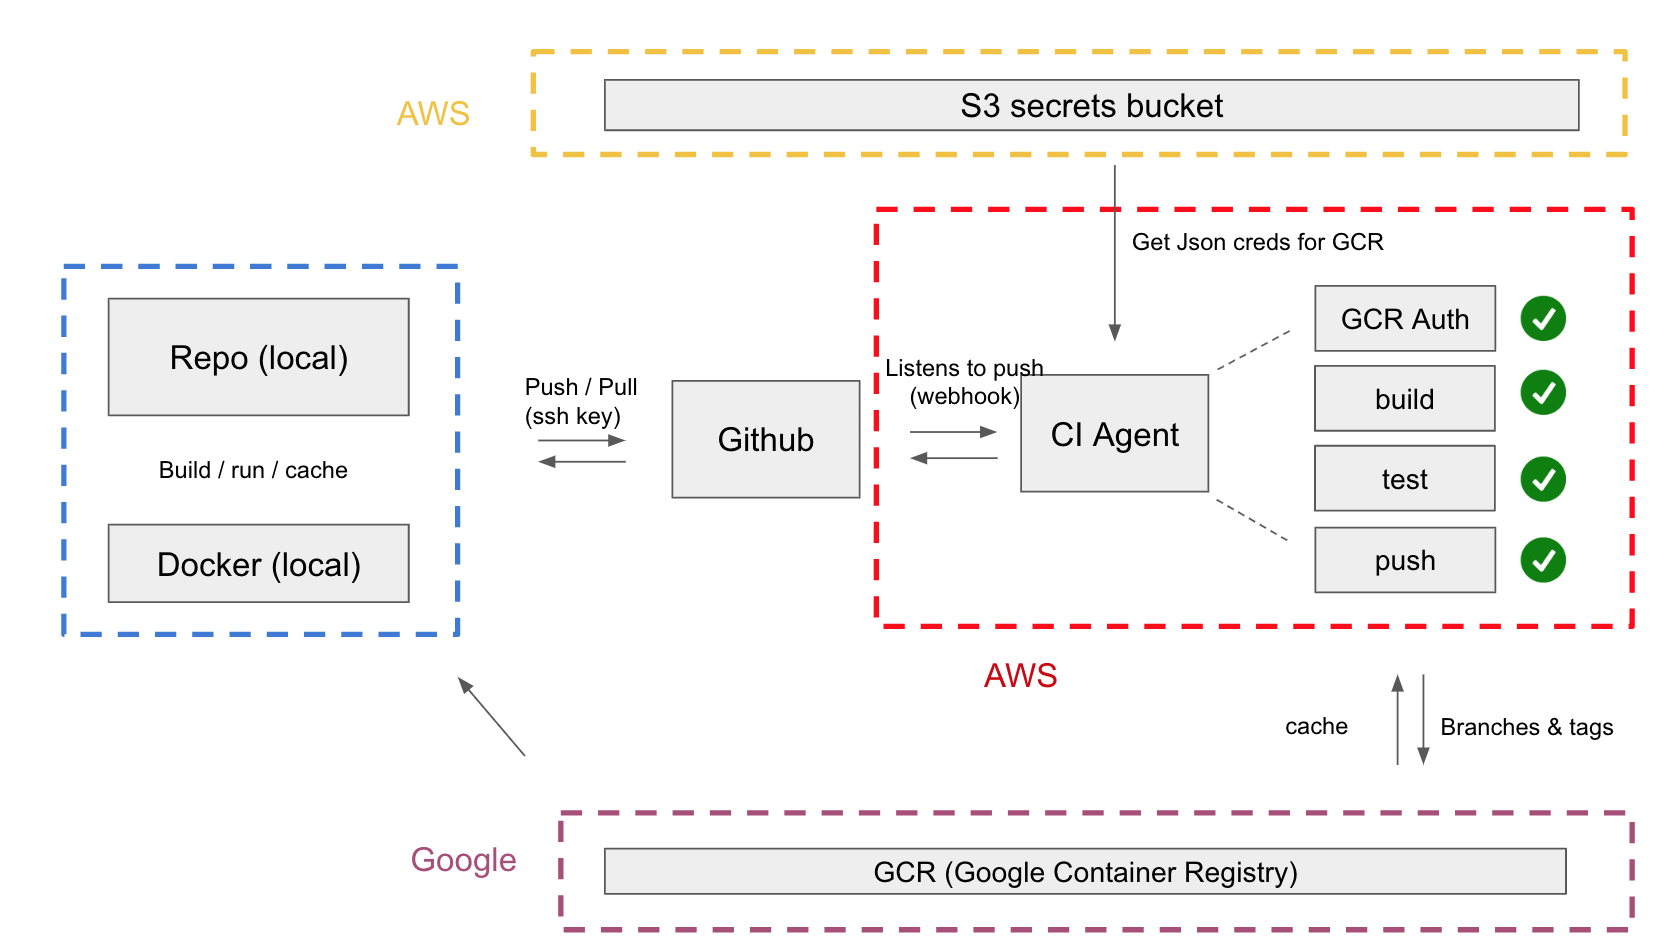 AWS
S3 secrets bucket
Get Json creds for GCR
Repo (local)
Build / run / cache
Docker (local)
Push / Pull
(ssh key)
Github
Listens to push
(webhook)
CI Agent
GCR Auth
build
test
push
AWS
cache
Branches & tags
Google
GCR (Google Container Registry)